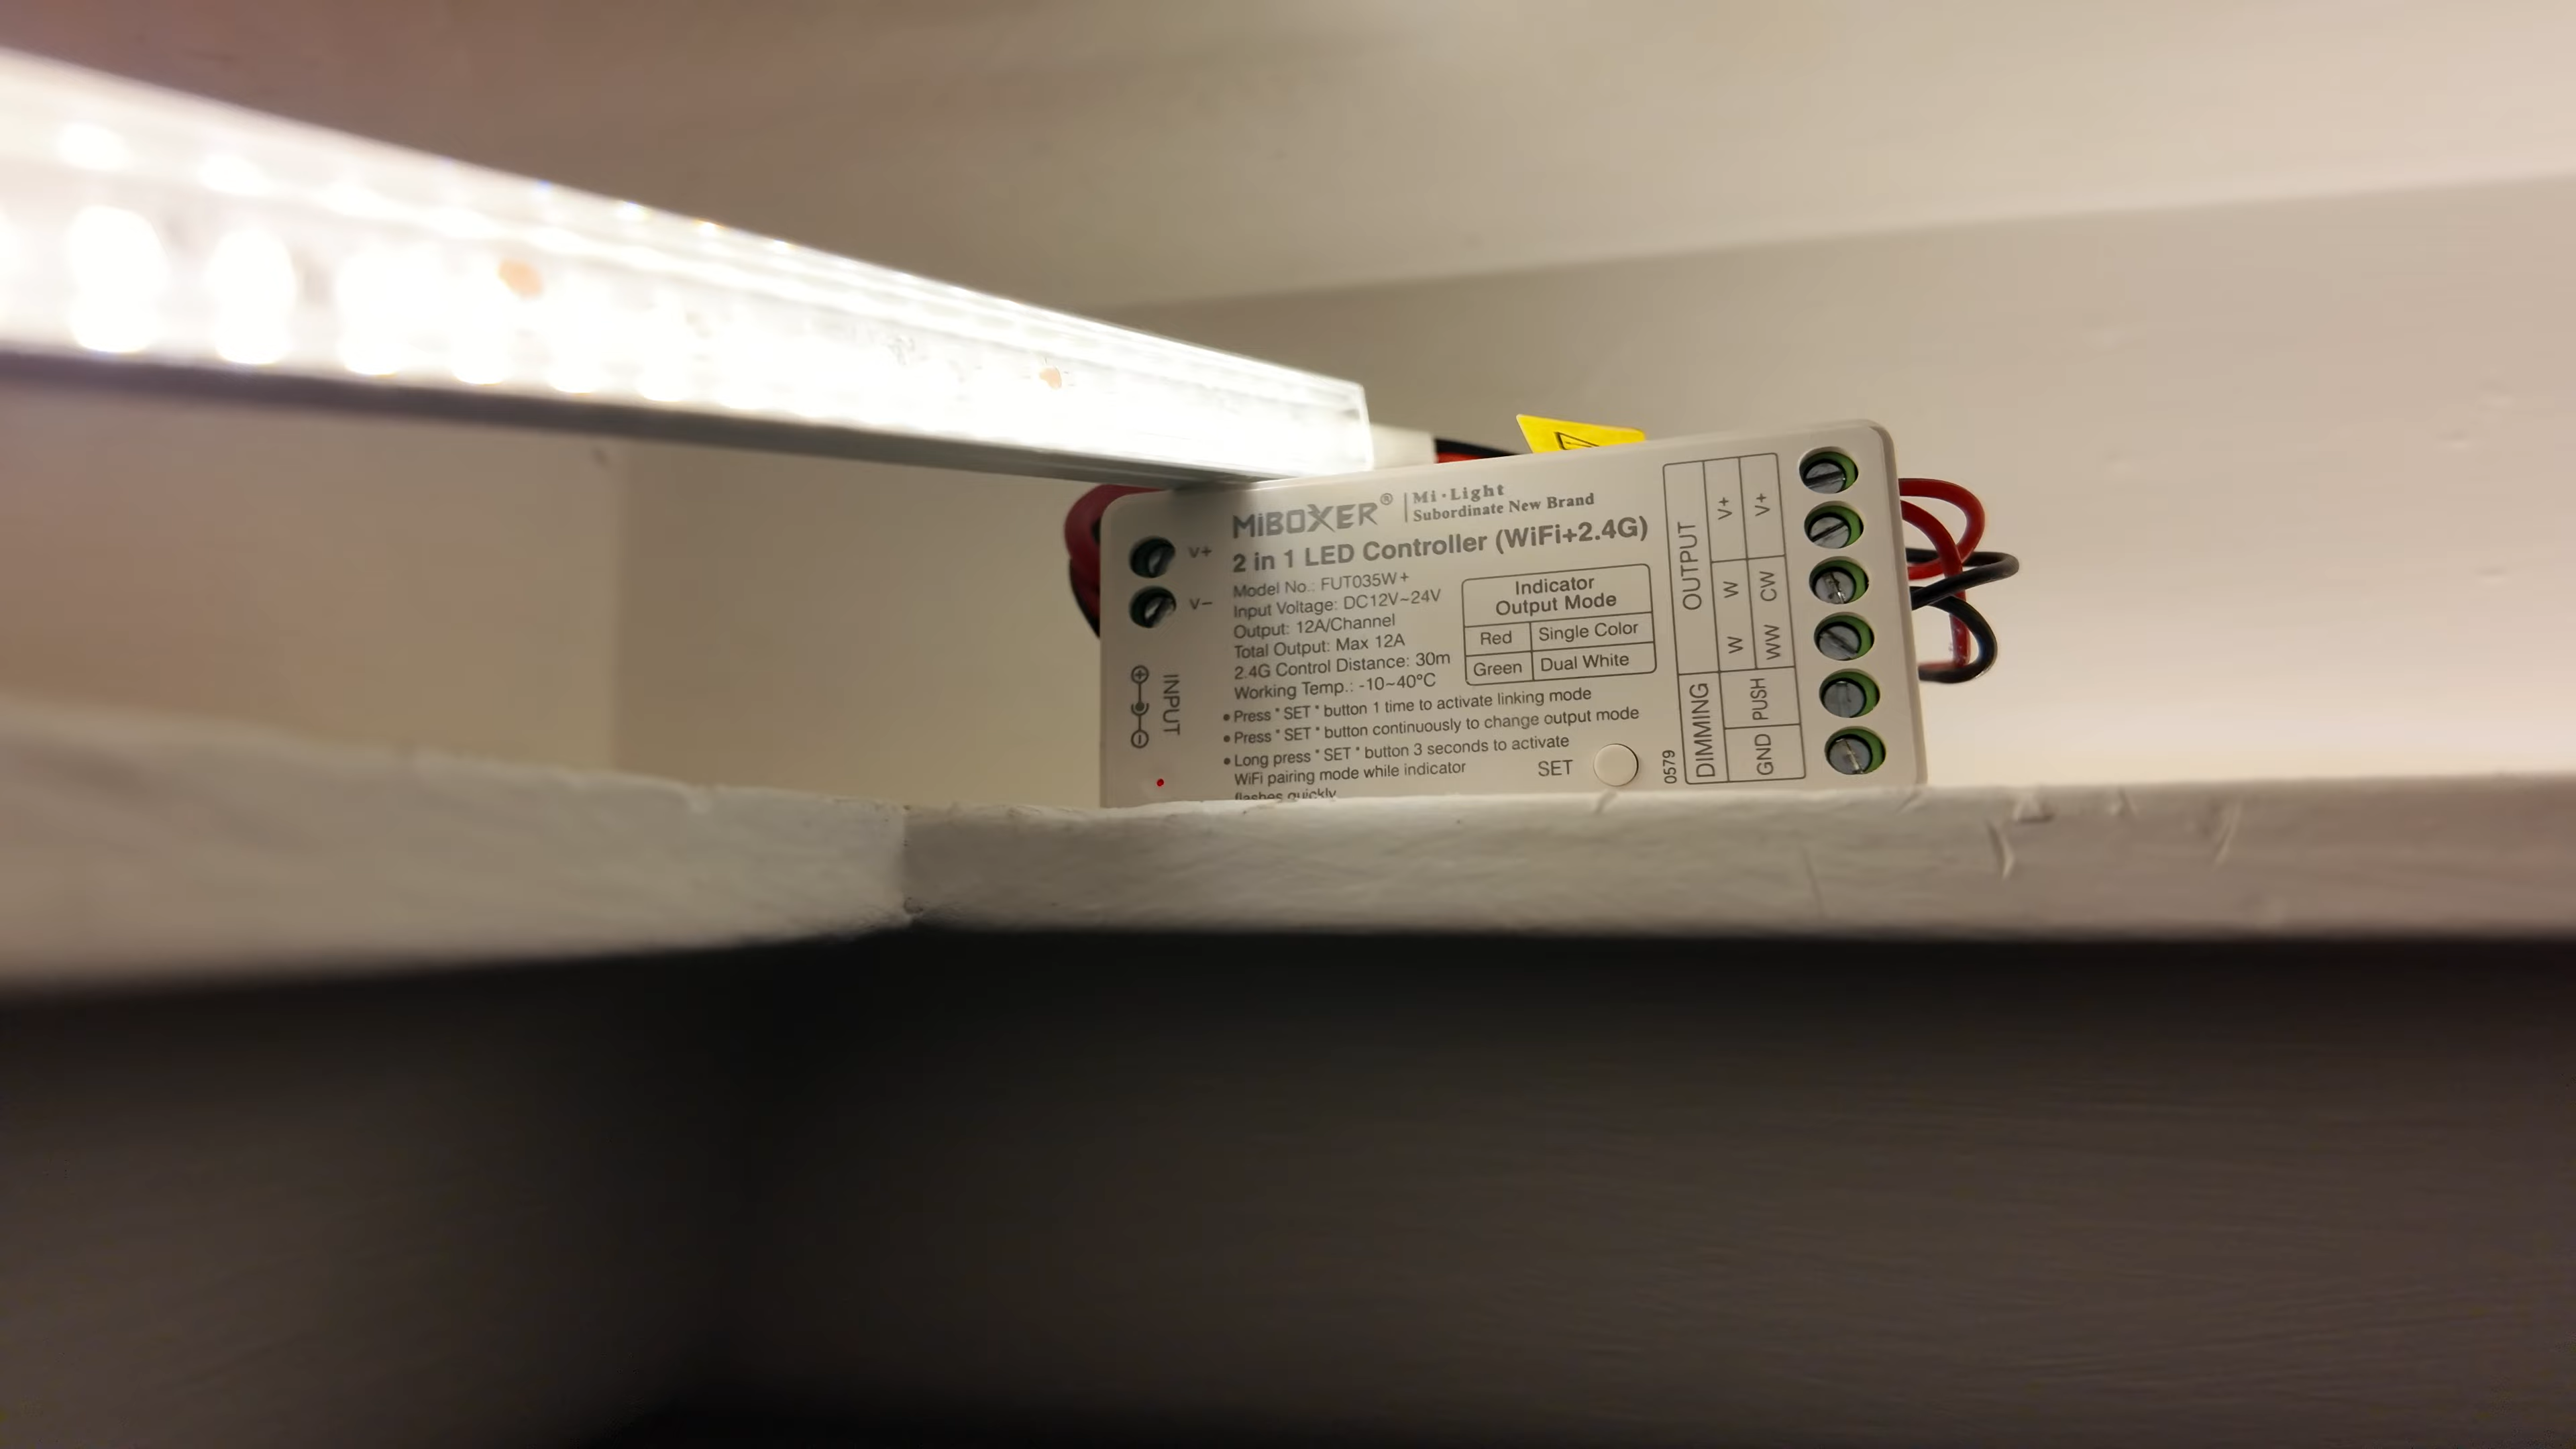 MiBOXER® | Mi·Light
Subordinate New Brand
2 in 1 LED Controller (WiFi+2.4G)
Model No.: FUT035W+
Input Voltage: DC12V~24V
Output: 12A/Channel
Total Output: Max 12A
2.4G Control Distance: 30m
Working Temp.: -10~40°C
Indicator
Output Mode
Red Single Color
Green Dual White
• Press "SET" button 1 time to activate linking mode
• Press "SET" button continuously to change output mode
• Long press "SET" button 3 seconds to activate
WiFi pairing mode while indicator
flashes quickly.
SET
0579
V+
V−
INPUT
OUTPUT
V+ V+
W CW
W WW
DIMMING
PUSH
GND